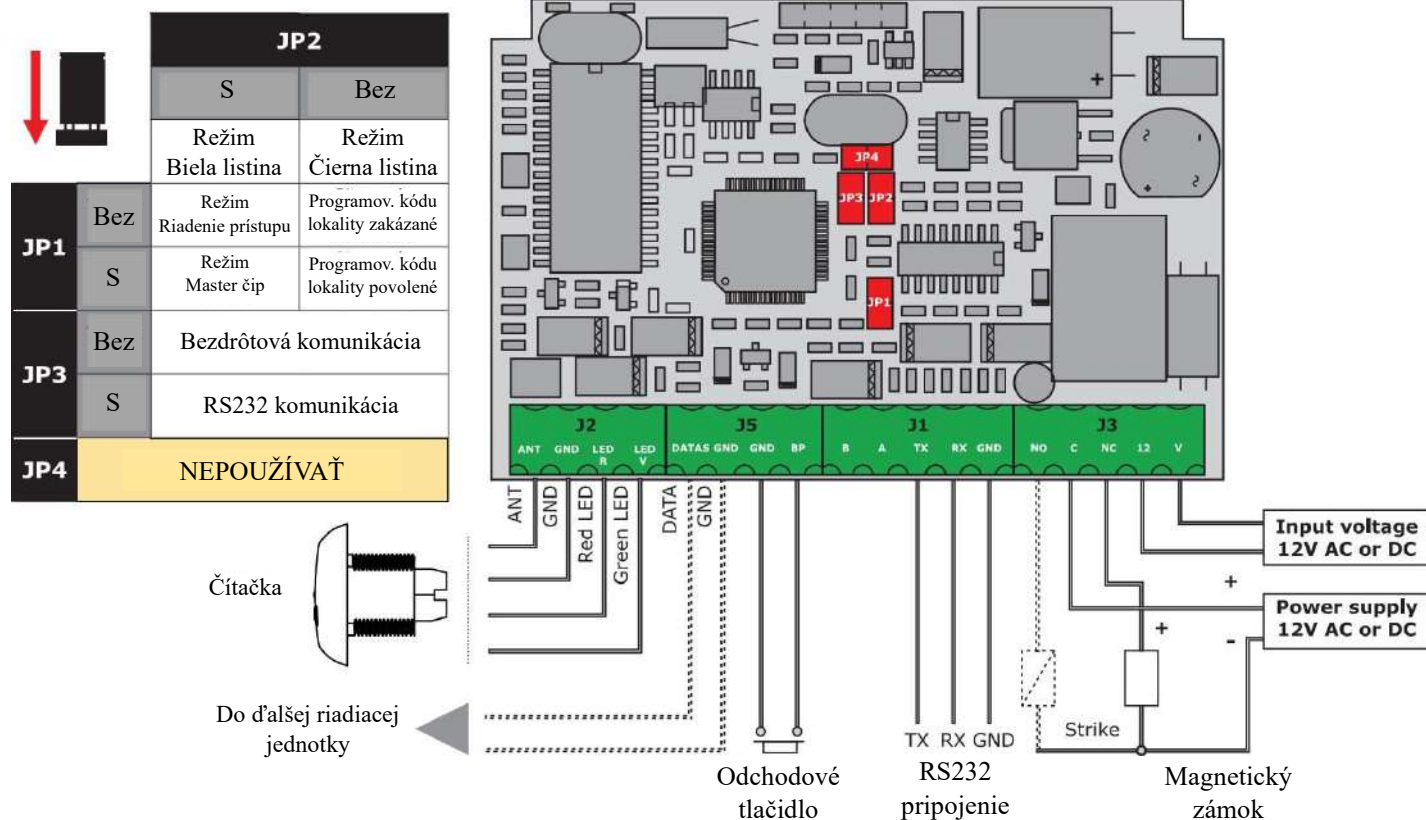 JP2
S
Bez
Režim
Biela listina
Režim
Čierna listina
JP1
Bez
Režim
Riadenie prístupu
Programov. kódu
lokality zakázané
S
Režim
Master čip
Programov. kódu
lokality povolené
JP3
Bez
Bezdrôtová komunikácia
S
RS232 komunikácia
JP4
NEPOUŽÍVAŤ
JP4
JP3
JP2
JP1
J2
J5
J1
J3
ANT
GND
LED
R
LED
V
DATAS
GND
GND
BP
B
A
TX
RX
GND
NO
C
NC
12
V
ANT
GND
Red LED
Green LED
DATA
GND
Input voltage
12V AC or DC
+
Power supply
12V AC or DC
-
+
Strike
Čítačka
Do ďalšej riadiacej
jednotky
Odchodové
tlačidlo
TX RX GND
RS232
pripojenie
Magnetický
zámok